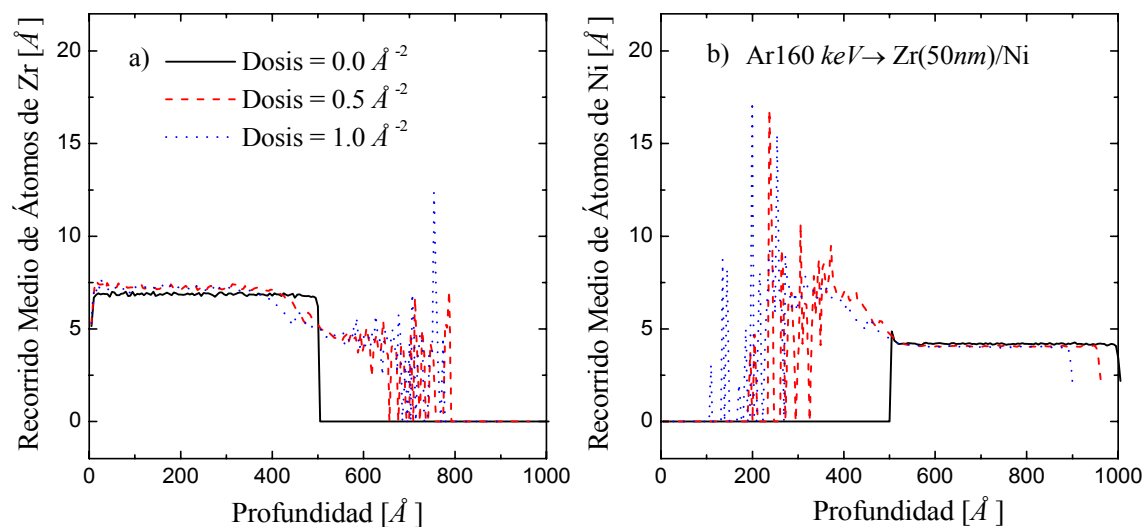 Recorrido Medio de Átomos de Zr [Å]
20
15
10
5
0
a)
Dosis = 0.0 Å⁻²
Dosis = 0.5 Å⁻²
Dosis = 1.0 Å⁻²
0 200 400 600 800 1000
Profundidad [Å]
Recorrido Medio de Átomos de Ni [Å]
20
15
10
5
0
b) Ar160 keV→ Zr(50nm)/Ni
0 200 400 600 800 1000
Profundidad [Å]